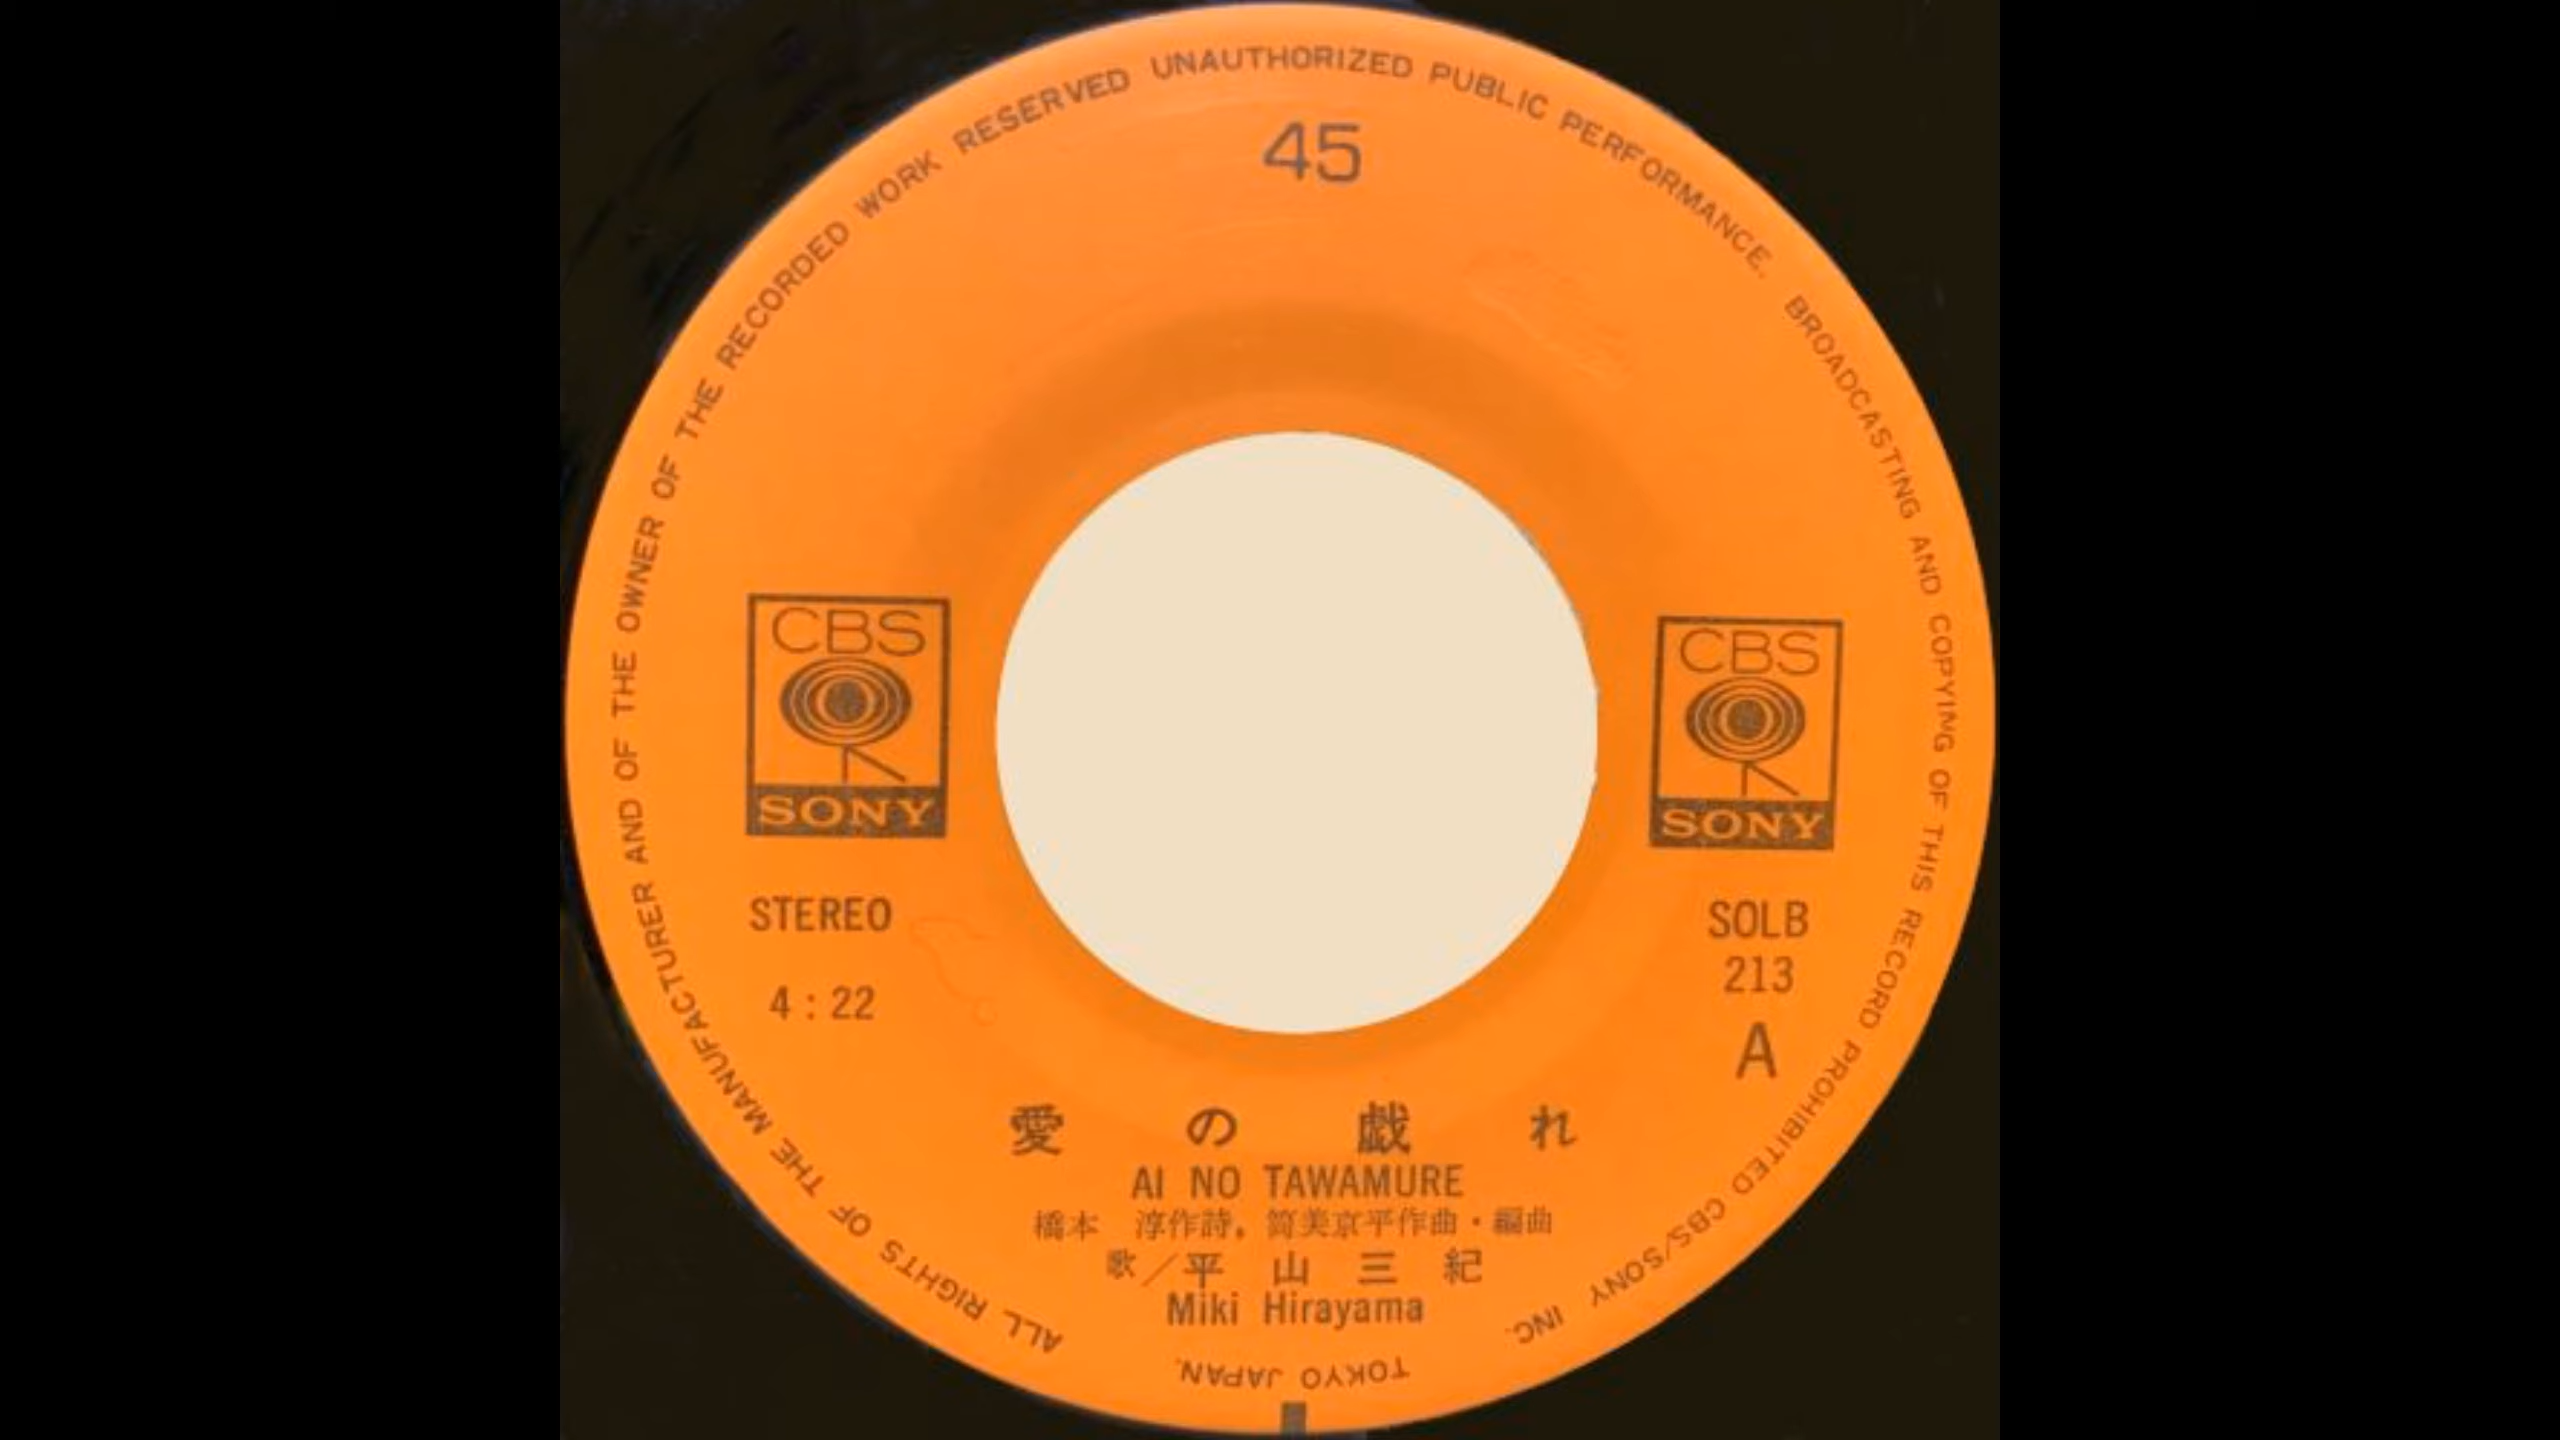 ALL RIGHTS OF THE MANUFACTURER AND OF THE OWNER OF THE RECORDED WORK RESERVED UNAUTHORIZED PUBLIC PERFORMANCE. BROADCASTING AND COPYING OF THIS RECORD PROHIBITED CBS/SONY INC.
TOKYO JAPAN.
45
CBS
SONY
CBS
SONY
STEREO
4:22
SOLB
213
A
愛の戯れ
AI NO TAWAMURE
橋本 淳作詩。筒美京平作曲・編曲
歌/平山三紀
Miki Hirayama